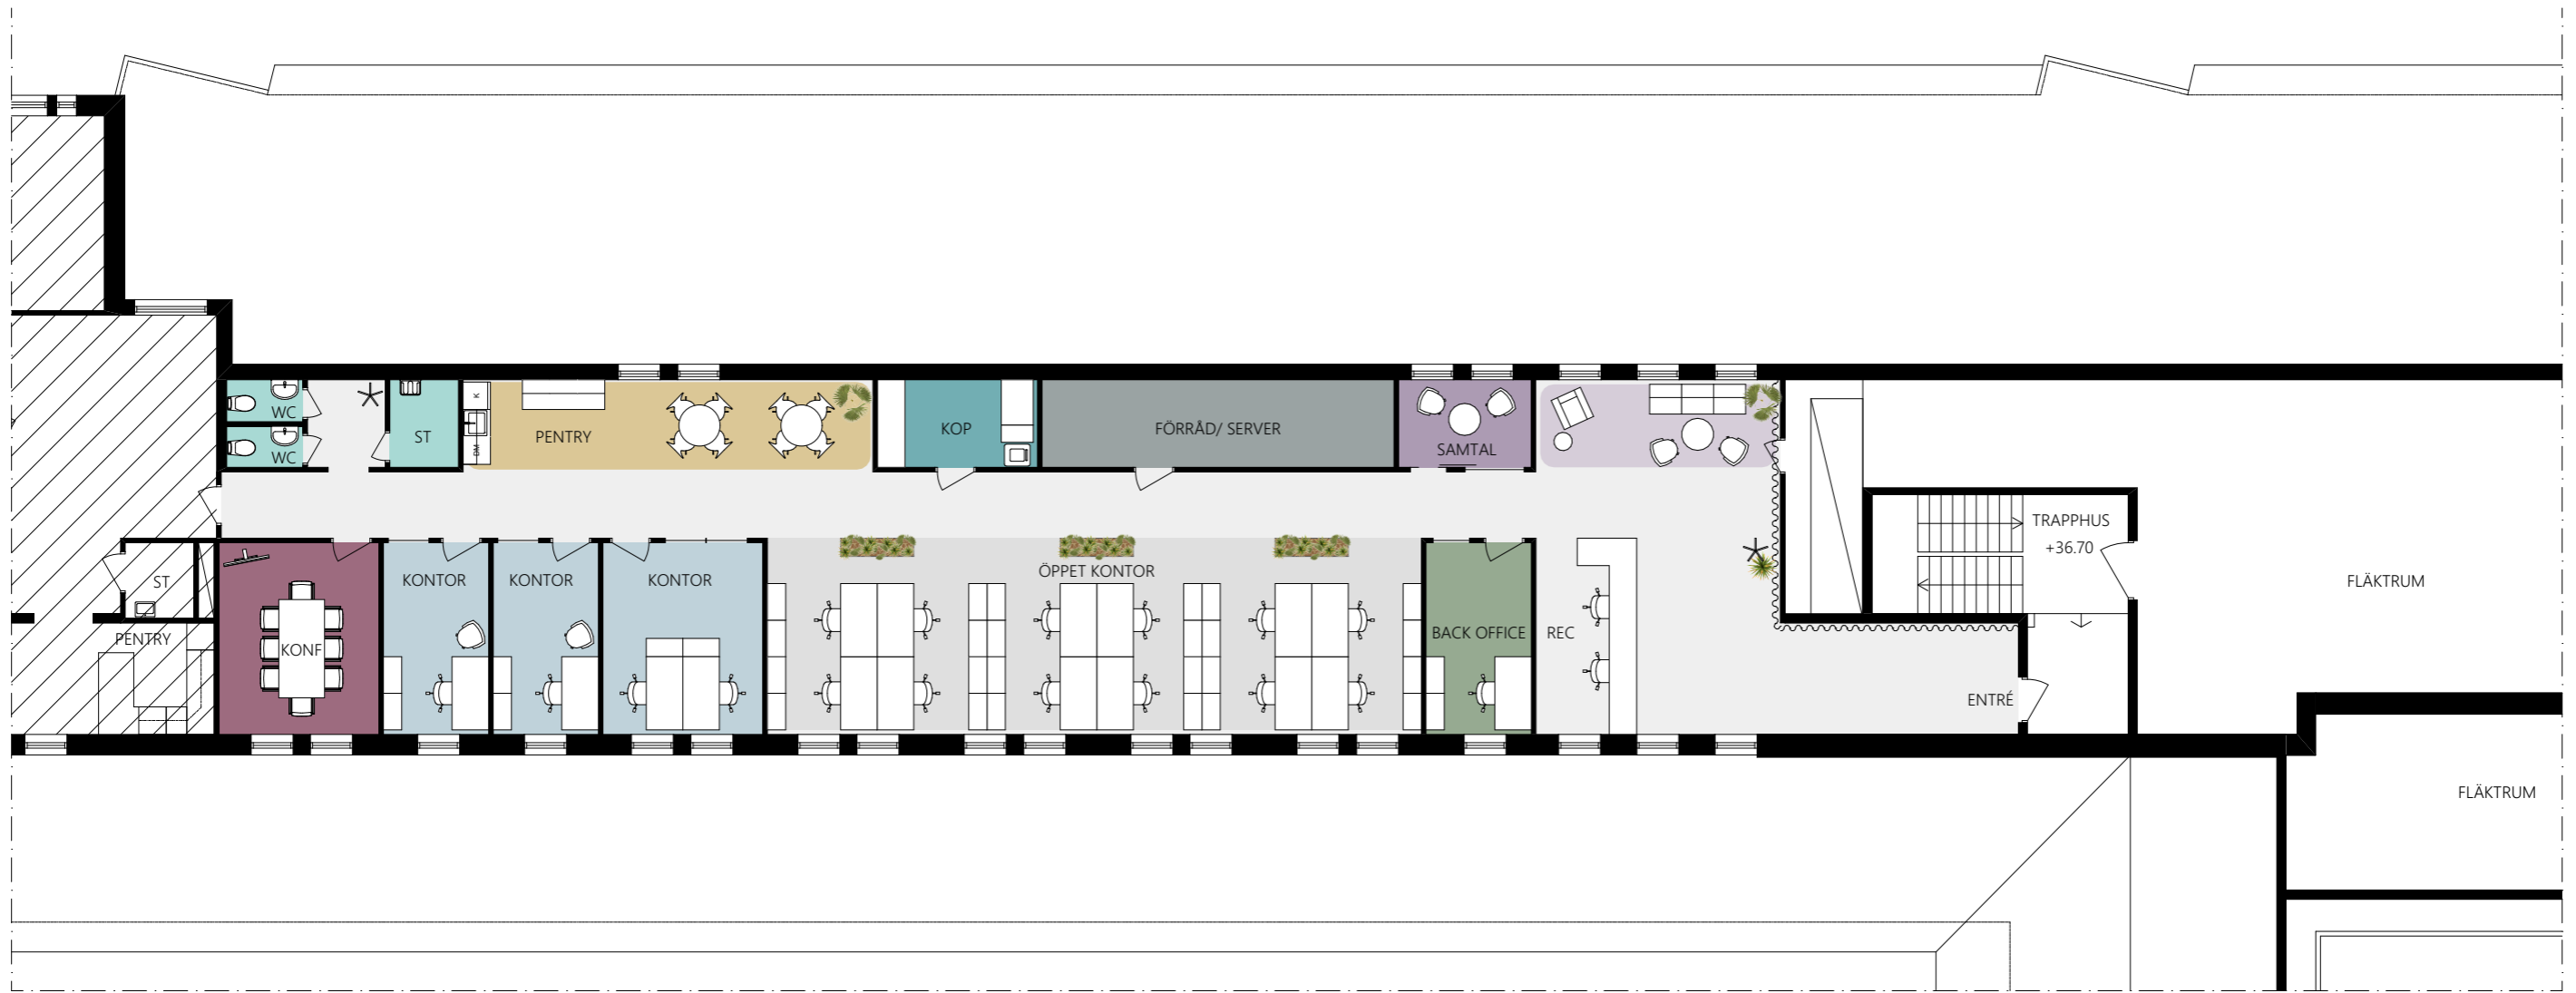 WC
WC
ST
K
DM
PENTRY
KOP
FÖRRÅD/ SERVER
SAMTAL
TRAPPHUS
+36.70
FLÄKTRUM
ST
PENTRY
KONF
KONTOR
KONTOR
KONTOR
ÖPPET KONTOR
BACK OFFICE
REC
ENTRÉ
FLÄKTRUM